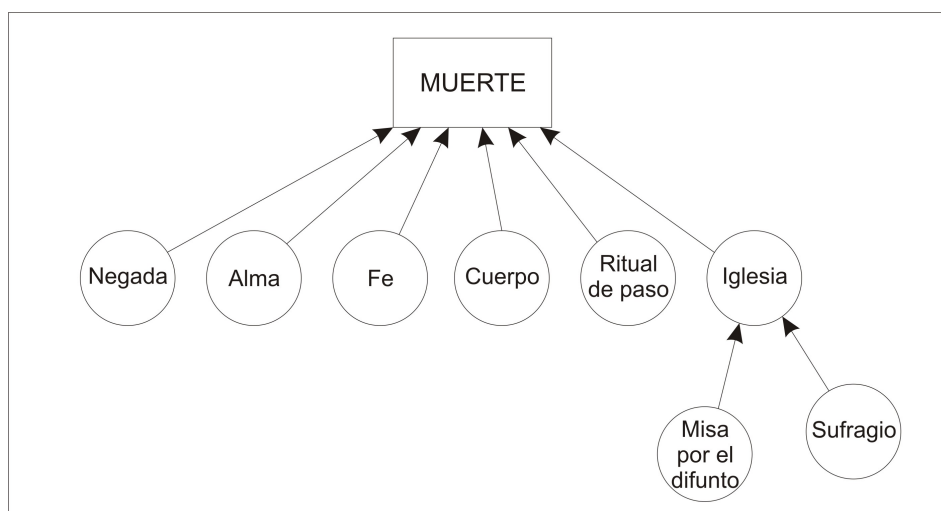 MUERTE
Negada
Alma
Fe
Cuerpo
Ritual
de paso
Iglesia
Misa
por el
difunto
Sufragio